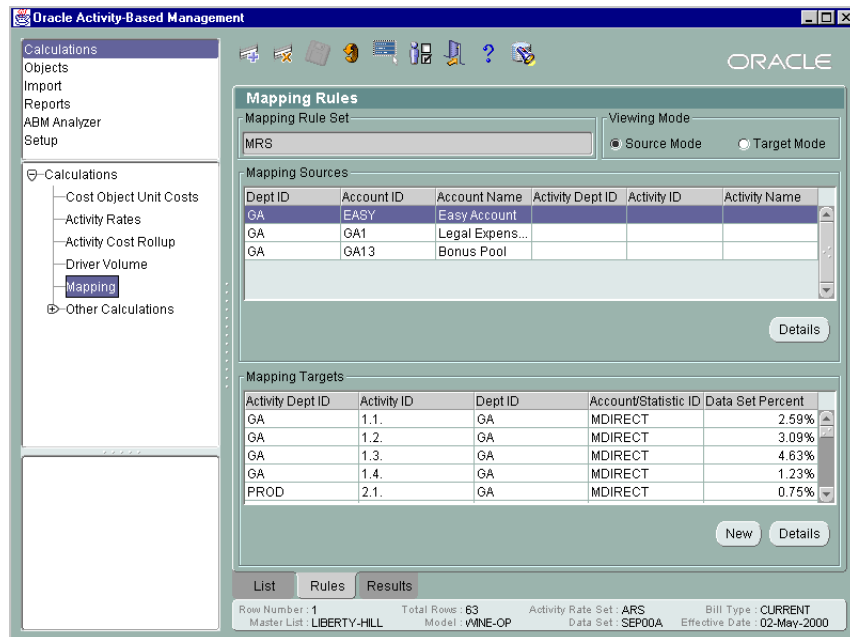 Oracle Activity-Based Management
Calculations
Objects
Import
Reports
ABM Analyzer
Setup
ORACLE
Calculations
Cost Object Unit Costs
Activity Rates
Activity Cost Rollup
Driver Volume
Mapping
Other Calculations
Mapping Rules
Mapping Rule Set
MRS
Viewing Mode
Source Mode Target Mode
Mapping Sources
Dept ID Account ID Account Name Activity Dept ID Activity ID Activity Name
GA EASY Easy Account
GA GA1 Legal Expens...
GA GA13 Bonus Pool
Details
Mapping Targets
Activity Dept ID Activity ID Dept ID Account/Statistic ID Data Set Percent
GA 1.1. GA MDIRECT 2.59%
GA 1.2. GA MDIRECT 3.09%
GA 1.3. GA MDIRECT 4.63%
GA 1.4. GA MDIRECT 1.23%
PROD 2.1. GA MDIRECT 0.75%
New Details
List Rules Results
Row Number : 1 Total Rows : 63 Activity Rate Set : ARS Bill Type : CURRENT
Master List : LIBERTY-HILL Model : WINE-OP Data Set : SEP00A Effective Date : 02-May-2000